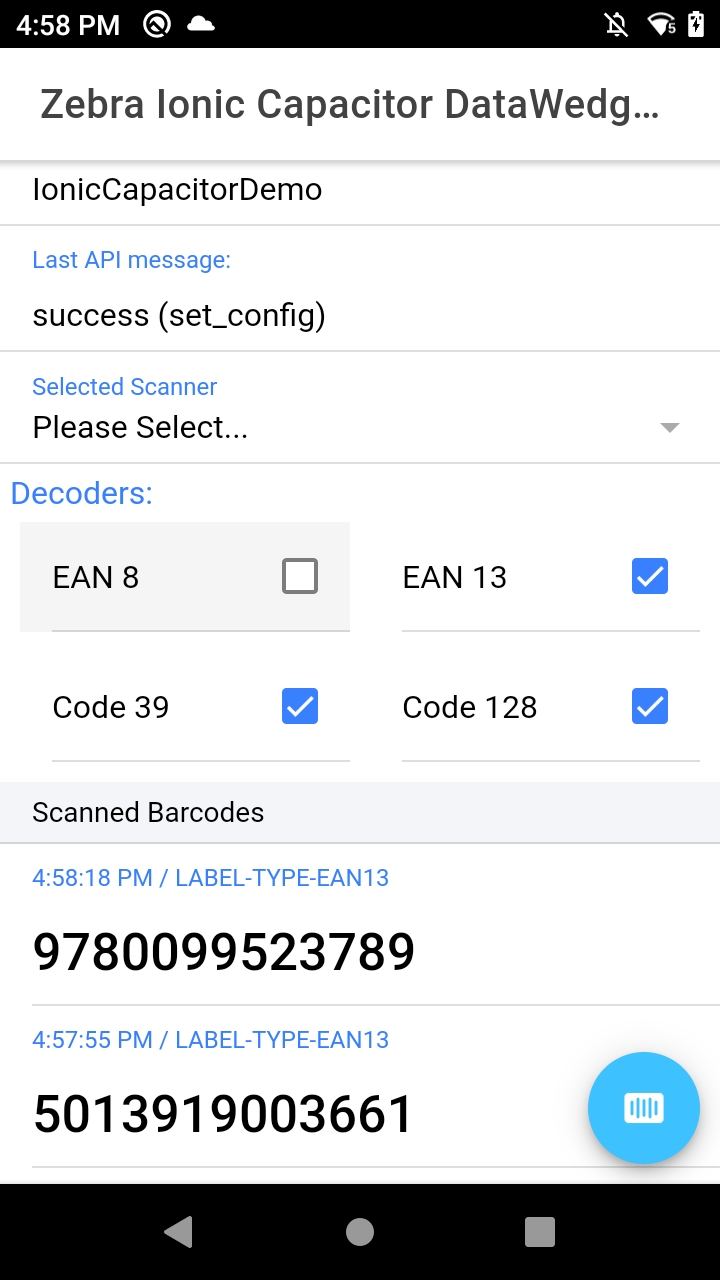 4:58 PM
5
Zebra Ionic Capacitor DataWedg...
IonicCapacitorDemo
Last API message:
success (set_config)
Selected Scanner
Please Select...
Decoders:
EAN 8
EAN 13
Code 39
Code 128
Scanned Barcodes
4:58:18 PM / LABEL-TYPE-EAN13
9780099523789
4:57:55 PM / LABEL-TYPE-EAN13
5013919003661